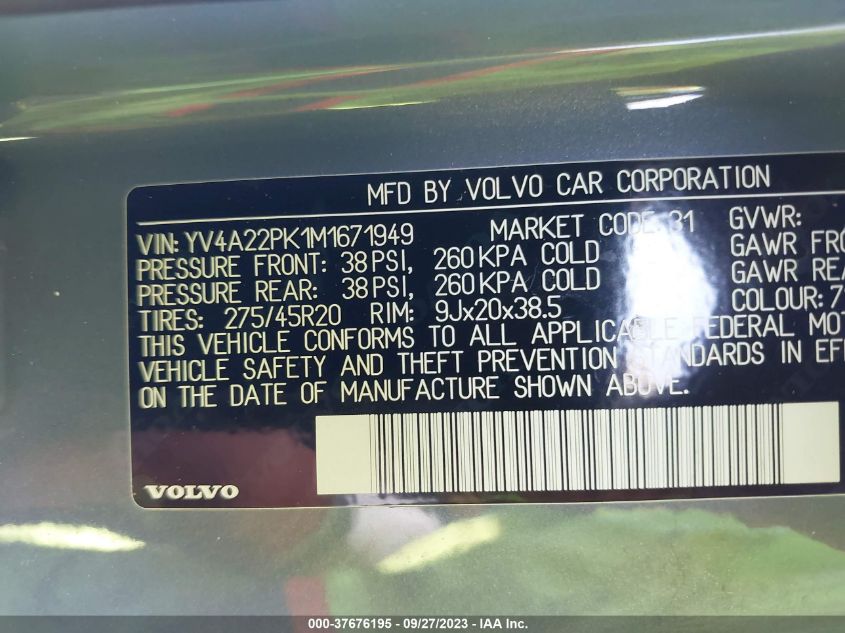 MFD BY VOLVO CAR CORPORATION
VIN: YV4A22PK1M1671949 MARKET CODE: 31 GVWR:
PRESSURE FRONT: 38 PSI, 260 KPA COLD GAWR FRO
PRESSURE REAR: 38 PSI, 260 KPA COLD GAWR REA
TIRES: 275/45R20 RIM: 9Jx20x38.5 COLOUR: 7
THIS VEHICLE CONFORMS TO ALL APPLICABLE FEDERAL MOT
VEHICLE SAFETY AND THEFT PREVENTION STANDARDS IN EFF
ON THE DATE OF MANUFACTURE SHOWN ABOVE.
VOLVO
000-37676195 - 09/27/2023 - IAA Inc.